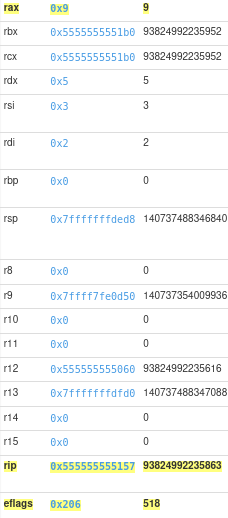 rax 0x9 9
rbx 0x5555555551b0 93824992235952
rcx 0x5555555551b0 93824992235952
rdx 0x5 5
rsi 0x3 3
rdi 0x2 2
rbp 0x0 0
rsp 0x7fffffffded8 140737488346840
r8 0x0 0
r9 0x7ffff7fe0d50 140737354009936
r10 0x0 0
r11 0x0 0
r12 0x555555555060 93824992235616
r13 0x7fffffffdfd0 140737488347088
r14 0x0 0
r15 0x0 0
rip 0x555555555157 93824992235863
eflags 0x206 518